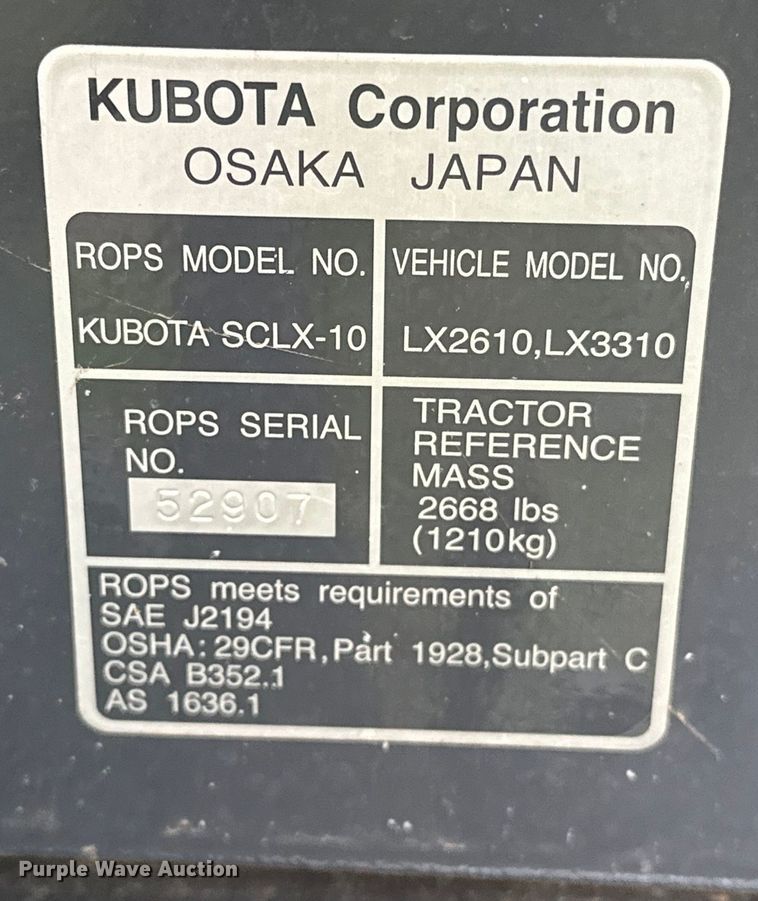 KUBOTA Corporation
OSAKA JAPAN
ROPS MODEL NO.
KUBOTA SCLX-10
VEHICLE MODEL NO.
LX2610,LX3310
ROPS SERIAL
NO.
52907
TRACTOR
REFERENCE
MASS
2668 lbs
(1210kg)
ROPS meets requirements of
SAE J2194
OSHA:29CFR,Part 1928,Subpart C
CSA B352.1
AS 1636.1
Purple Wave Auction